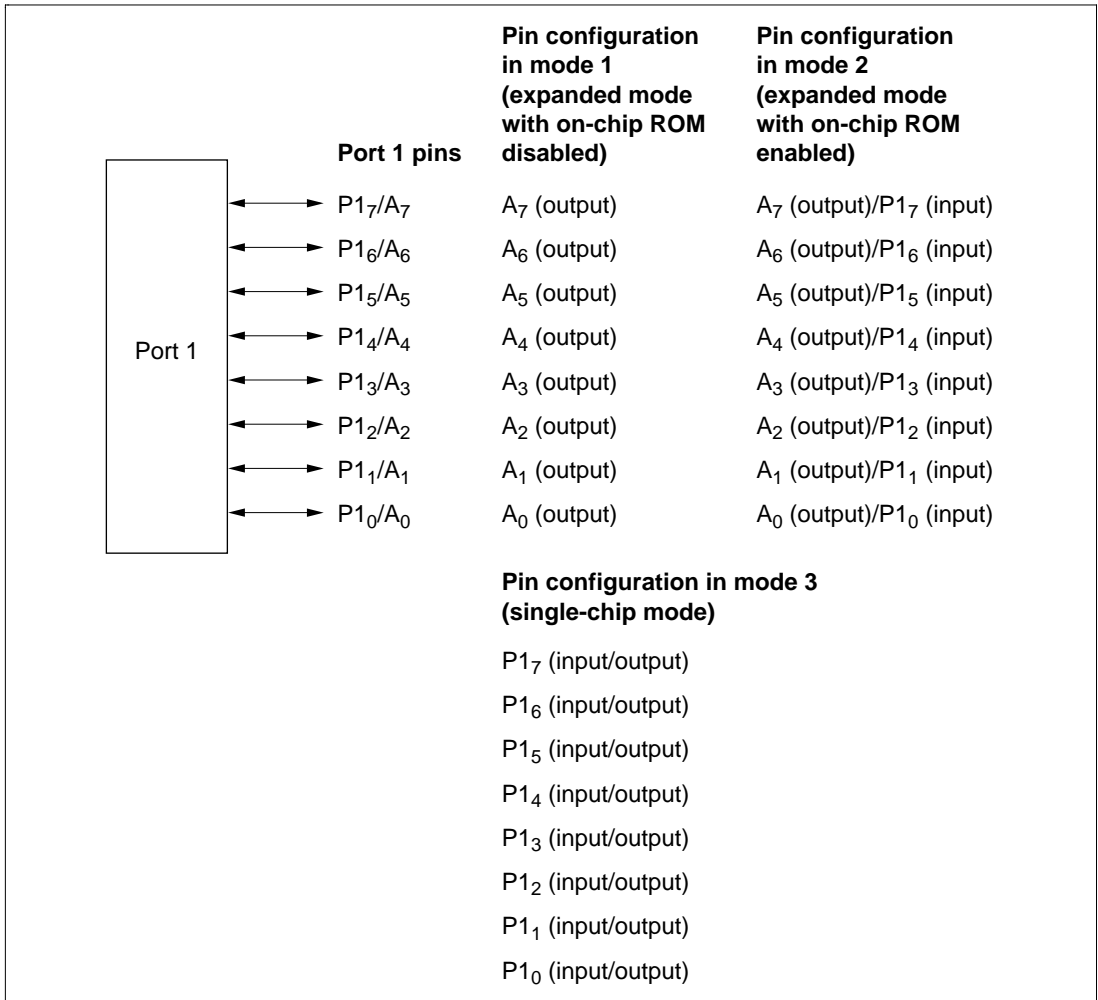 Pin configuration in mode 1 (expanded mode with on-chip ROM disabled)
Pin configuration in mode 2 (expanded mode with on-chip ROM enabled)
Port 1 pins
Port 1
P1₇/A₇ A₇ (output) A₇ (output)/P1₇ (input)
P1₆/A₆ A₆ (output) A₆ (output)/P1₆ (input)
P1₅/A₅ A₅ (output) A₅ (output)/P1₅ (input)
P1₄/A₄ A₄ (output) A₄ (output)/P1₄ (input)
P1₃/A₃ A₃ (output) A₃ (output)/P1₃ (input)
P1₂/A₂ A₂ (output) A₂ (output)/P1₂ (input)
P1₁/A₁ A₁ (output) A₁ (output)/P1₁ (input)
P1₀/A₀ A₀ (output) A₀ (output)/P1₀ (input)
Pin configuration in mode 3
(single-chip mode)
P1₇ (input/output)
P1₆ (input/output)
P1₅ (input/output)
P1₄ (input/output)
P1₃ (input/output)
P1₂ (input/output)
P1₁ (input/output)
P1₀ (input/output)